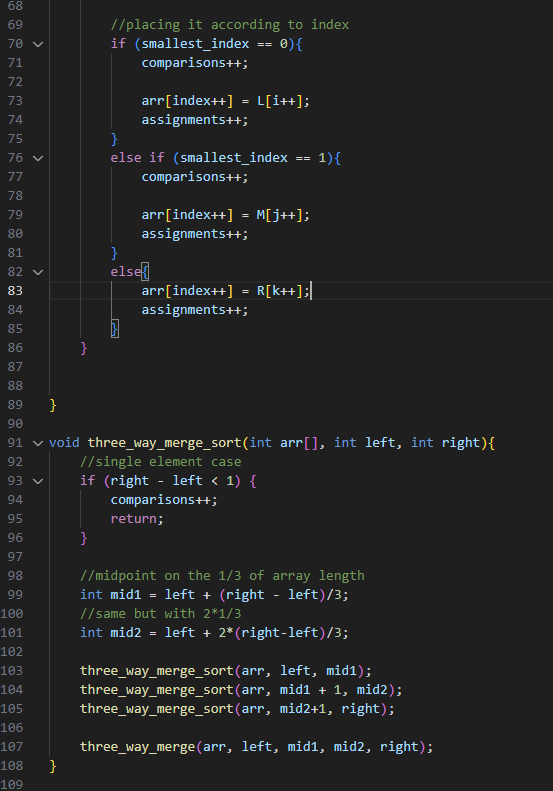 68
69 //placing it according to index
70 if (smallest_index == 0){
71 comparisons++;
72
73 arr[index++] = L[i++];
74 assignments++;
75 }
76 else if (smallest_index == 1){
77 comparisons++;
78
79 arr[index++] = M[j++];
80 assignments++;
81 }
82 else{
83 arr[index++] = R[k++];
84 assignments++;
85 }
86 }
87
88
89 }
90
91 void three_way_merge_sort(int arr[], int left, int right){
92 //single element case
93 if (right - left < 1) {
94 comparisons++;
95 return;
96 }
97
98 //midpoint on the 1/3 of array length
99 int mid1 = left + (right - left)/3;
100 //same but with 2*1/3
101 int mid2 = left + 2*(right-left)/3;
102
103 three_way_merge_sort(arr, left, mid1);
104 three_way_merge_sort(arr, mid1 + 1, mid2);
105 three_way_merge_sort(arr, mid2+1, right);
106
107 three_way_merge(arr, left, mid1, mid2, right);
108 }
109